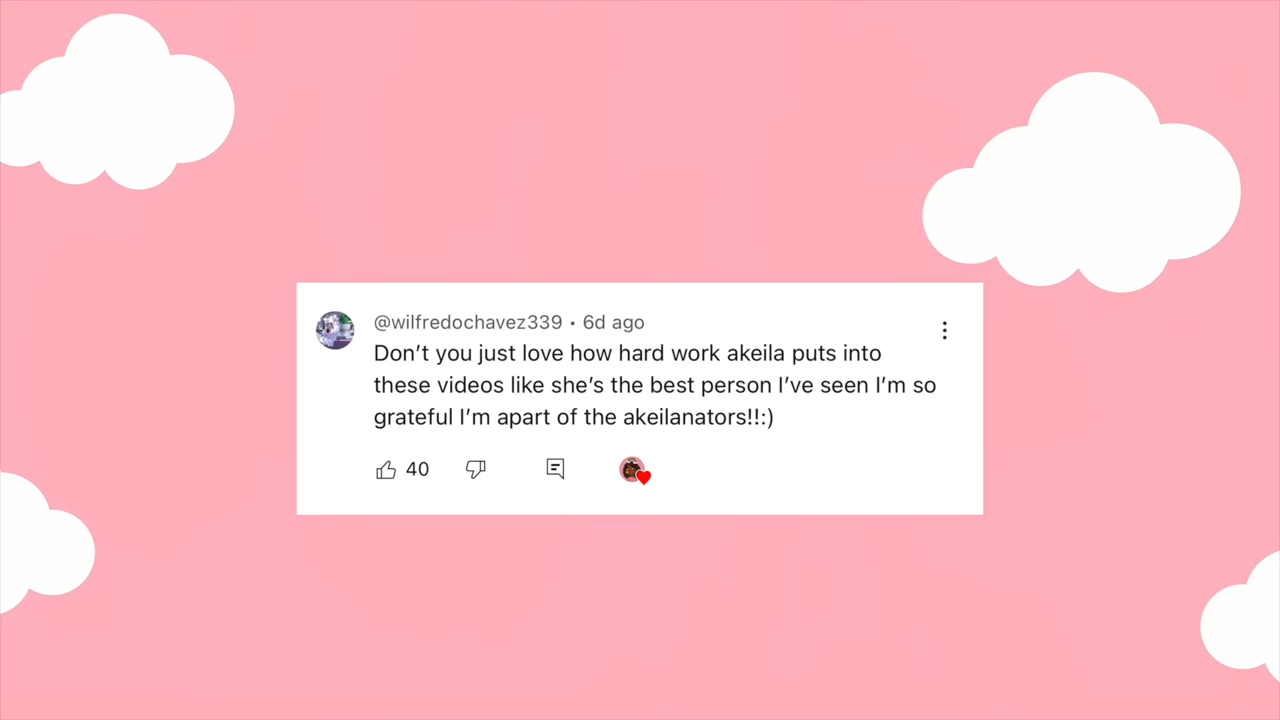 @wilfredochavez339 • 6d ago
Don’t you just love how hard work akeila puts into
these videos like she’s the best person I’ve seen I’m so
grateful I’m apart of the akeilanators!!:)
40